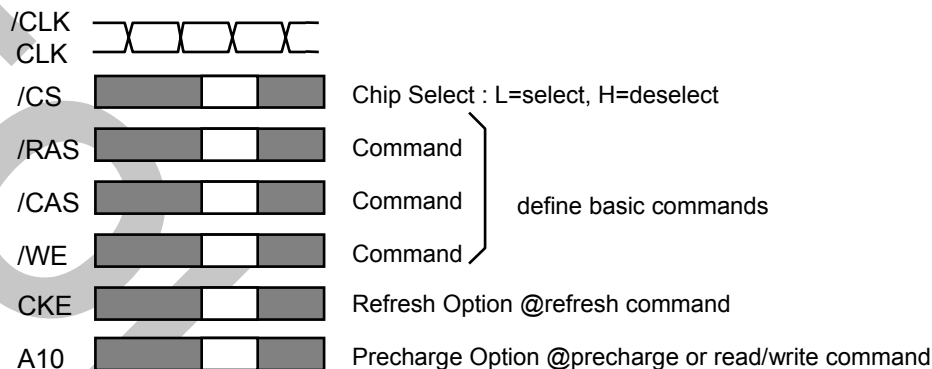 /CLK
CLK
/CS Chip Select : L=select, H=deselect
/RAS Command
/CAS Command define basic commands
/WE Command
CKE Refresh Option @refresh command
A10 Precharge Option @precharge or read/write command